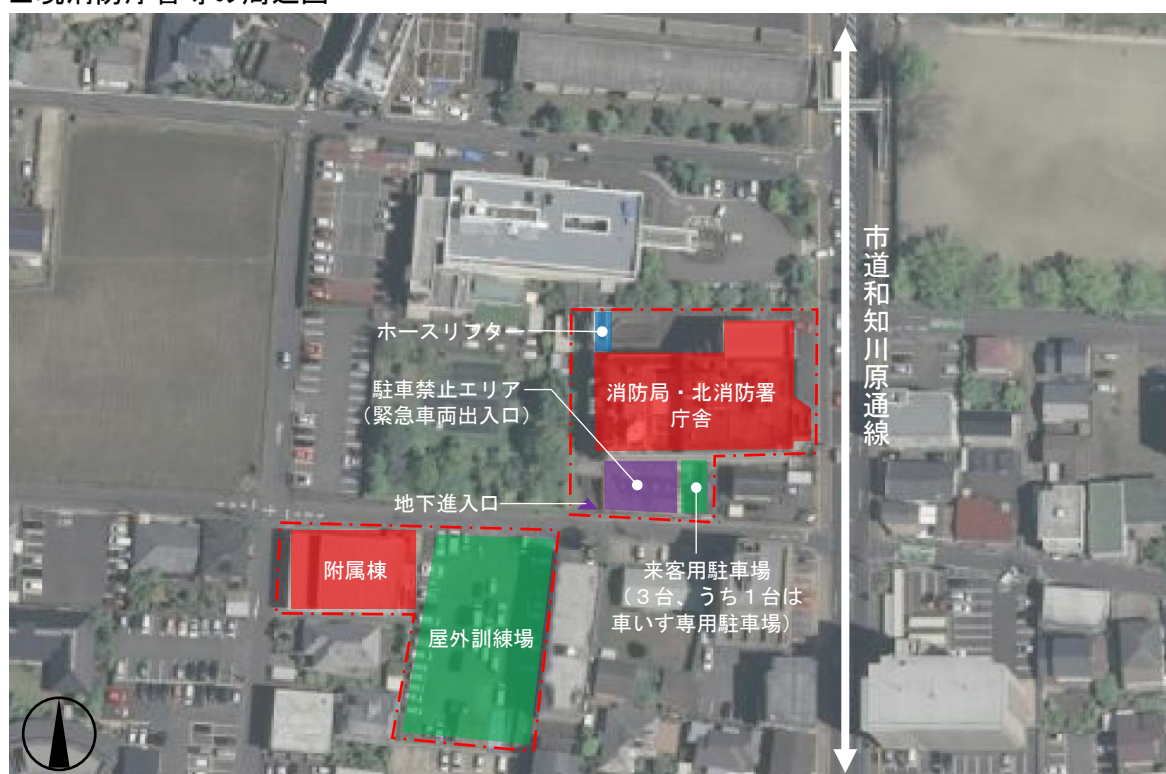 市道和知川原通線
ホースリフター
駐車禁止エリア
（緊急車両出入口）
消防局・北消防署
庁舎
地下進入口
附属棟
来客用駐車場
（３台、うち１台は
車いす専用駐車場）
屋外訓練場